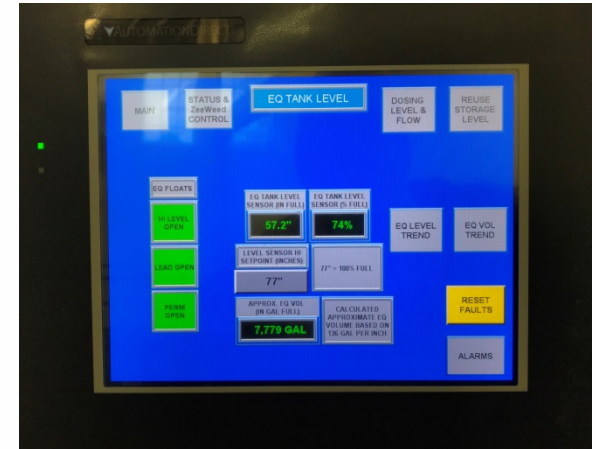 AUTOMATIONDIRECT
MAIN
STATUS &
ZeeWeed
CONTROL
EQ TANK LEVEL
DOSING
LEVEL &
FLOW
REUSE
STORAGE
LEVEL
EQ FLOATS
HI LEVEL
OPEN
LEAD OPEN
PERMI
OPEN
EQ TANK LEVEL
SENSOR (IN FULL)
57.2"
EQ TANK LEVEL
SENSOR (% FULL)
74%
LEVEL SENSOR HI
SETPOINT (INCHES)
77"
77" = 100% FULL
APPROX. EQ VOL
(IN GAL FULL)
7,779 GAL
CALCULATED
APPROXIMATE EQ
VOLUME BASED ON
136 GAL PER INCH
EQ LEVEL
TREND
EQ VOL
TREND
RESET
FAULTS
ALARMS